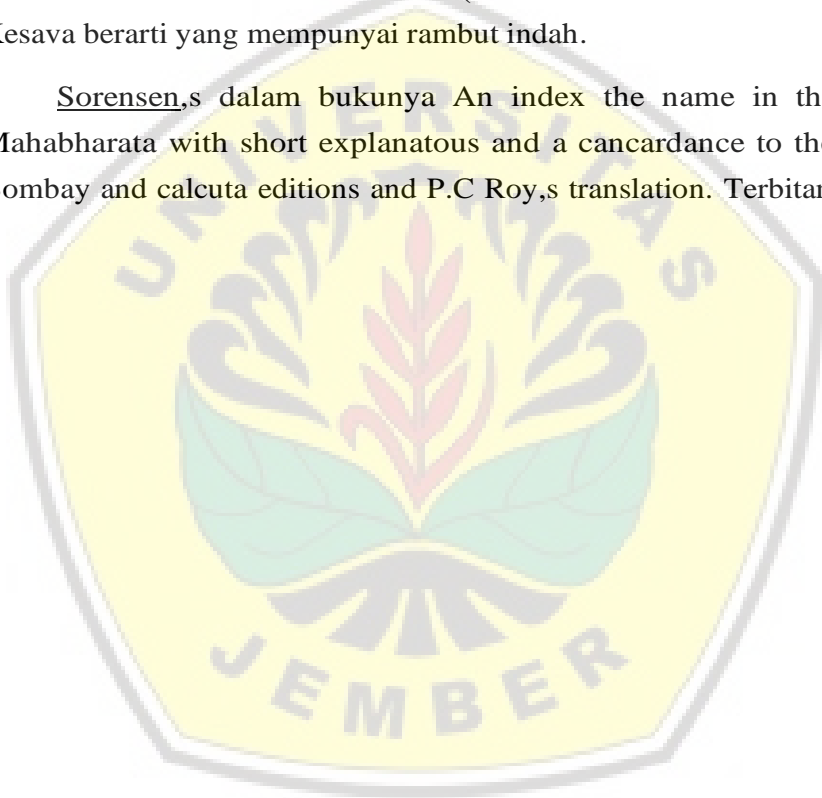 Kesava berarti yang mempunyai rambut indah.
Sorensen,s dalam bukunya An index the name in th
Mahabharata with short explanatous and a cancardance to the
Bombay and calcuta editions and P.C Roy,s translation. Terbitan
UNIVERSITAS
JEMBER